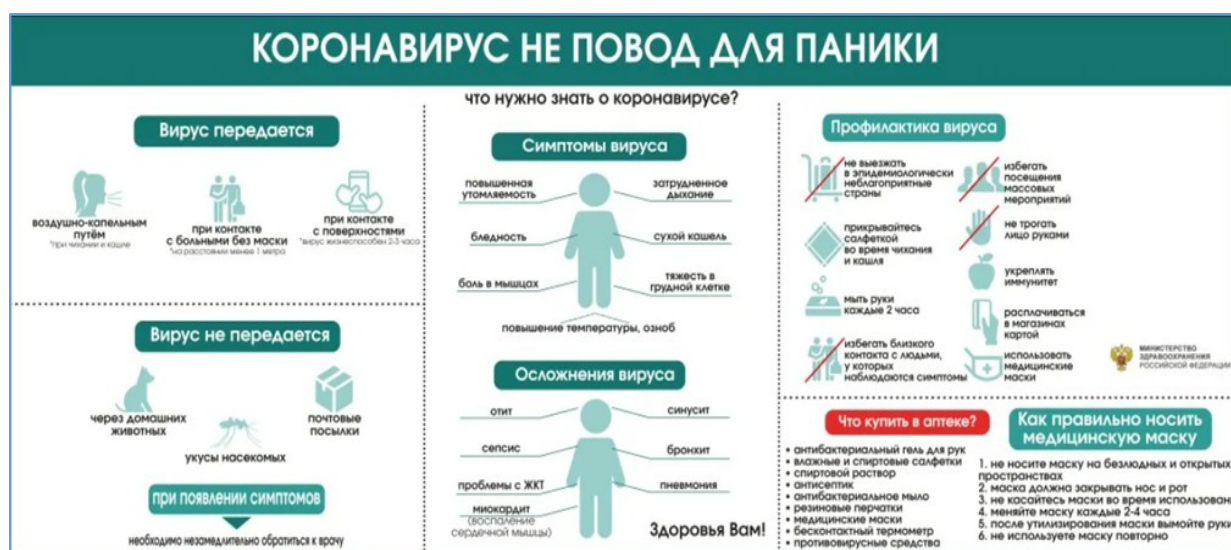 КОРОНАВИРУС НЕ ПОВОД ДЛЯ ПАНИКИ
что нужно знать о коронавирусе?
Вирус передается
воздушно-капельным
путём
*при чихании и кашле
при контакте
с больными без маски
*на расстоянии менее 1 метра
при контакте
с поверхностями
*вирус жизнеспособен 2-3 часа
Вирус не передается
через домашних
животных
укусы насекомых
почтовые
посылки
при появлении симптомов
необходимо незамедлительно обратиться к врачу
Симптомы вируса
повышенная
утомляемость
затрудненное
дыхание
бледность
сухой кашель
боль в мышцах
тяжесть в
грудной клетке
повышение температуры, озноб
Осложнения вируса
отит
синусит
сепсис
бронхит
проблемы с ЖКТ
пневмония
миокардит
(воспаление
сердечной мышцы)
Здоровья Вам!
Профилактика вируса
не выезжать
в эпидемиологически
неблагоприятные
страны
избегать
посещения
массовых
мероприятий
прикрывайтесь
салфеткой
во время чихания
и кашля
не трогать
лицо руками
укреплять
иммунитет
мыть руки
каждые 2 часа
расплачиваться
в магазинах
картой
избегать близкого
контакта с людьми,
у которых
наблюдаются симптомы
использовать
медицинские
маски
МИНИСТЕРСТВО
ЗДРАВООХРАНЕНИЯ
РОССИЙСКОЙ ФЕДЕРАЦИИ
Что купить в аптеке?
• антибактериальный гель для рук
• влажные и спиртовые салфетки
• спиртовой раствор
• антисептик
• антибактериальное мыло
• резиновые перчатки
• медицинские маски
• бесконтактный термометр
• противовирусные средства
Как правильно носить
медицинскую маску
1. не носите маску на безлюдных и открытых
пространствах
2. маска должна закрывать нос и рот
3. не касайтесь маски во время использован
4. меняйте маску каждые 2-4 часа
5. после утилизирования маски вымойте руки
6. не используете маску повторно